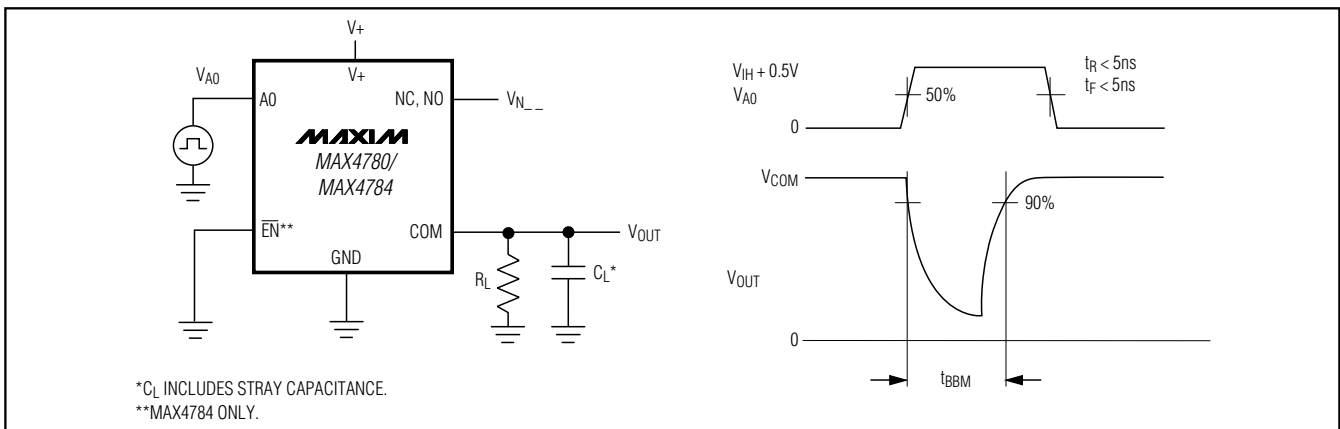 V+
V+
VA0
A0
NC, NO
VN_ _
MAXIM
MAX4780/
MAX4784
EN**
COM
VOUT
GND
RL
CL*
*CL INCLUDES STRAY CAPACITANCE.
**MAX4784 ONLY.
VIH + 0.5V
VA0
0
50%
tR < 5ns
tF < 5ns
VCOM
90%
VOUT
0
tBBM